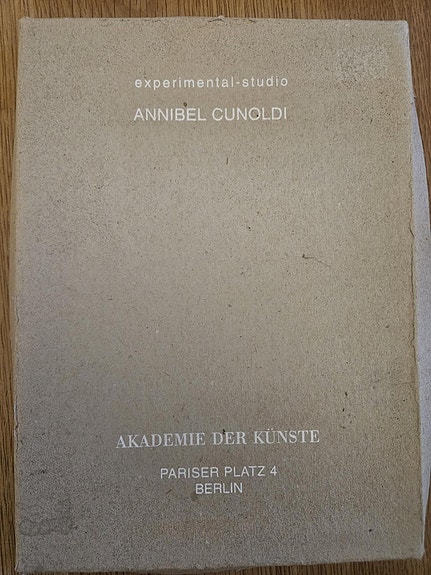 experimental-studio
ANNIBEL CUNOLDI
AKADEMIE DER KÜNSTE
PARISER PLATZ 4
BERLIN